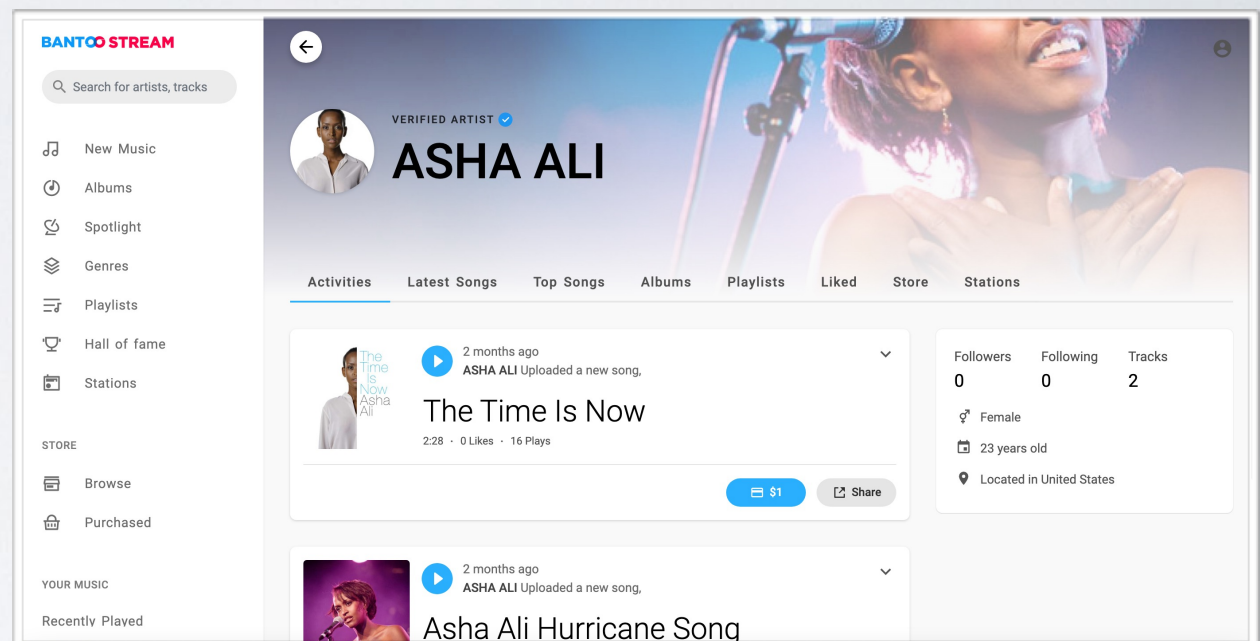 BANTOO STREAM
Search for artists, tracks
New Music
Albums
Spotlight
Genres
Playlists
Hall of fame
Stations
STORE
Browse
Purchased
YOUR MUSIC
Recently Played
VERIFIED ARTIST
ASHA ALI
Activities Latest Songs Top Songs Albums Playlists Liked Store Stations
The
Time
Is
Now
Asha
Ali
2 months ago
ASHA ALI Uploaded a new song,
The Time Is Now
2:28 · 0 Likes · 16 Plays
$1 Share
2 months ago
ASHA ALI Uploaded a new song,
Asha Ali Hurricane Song
Followers Following Tracks
0 0 2
Female
23 years old
Located in United States